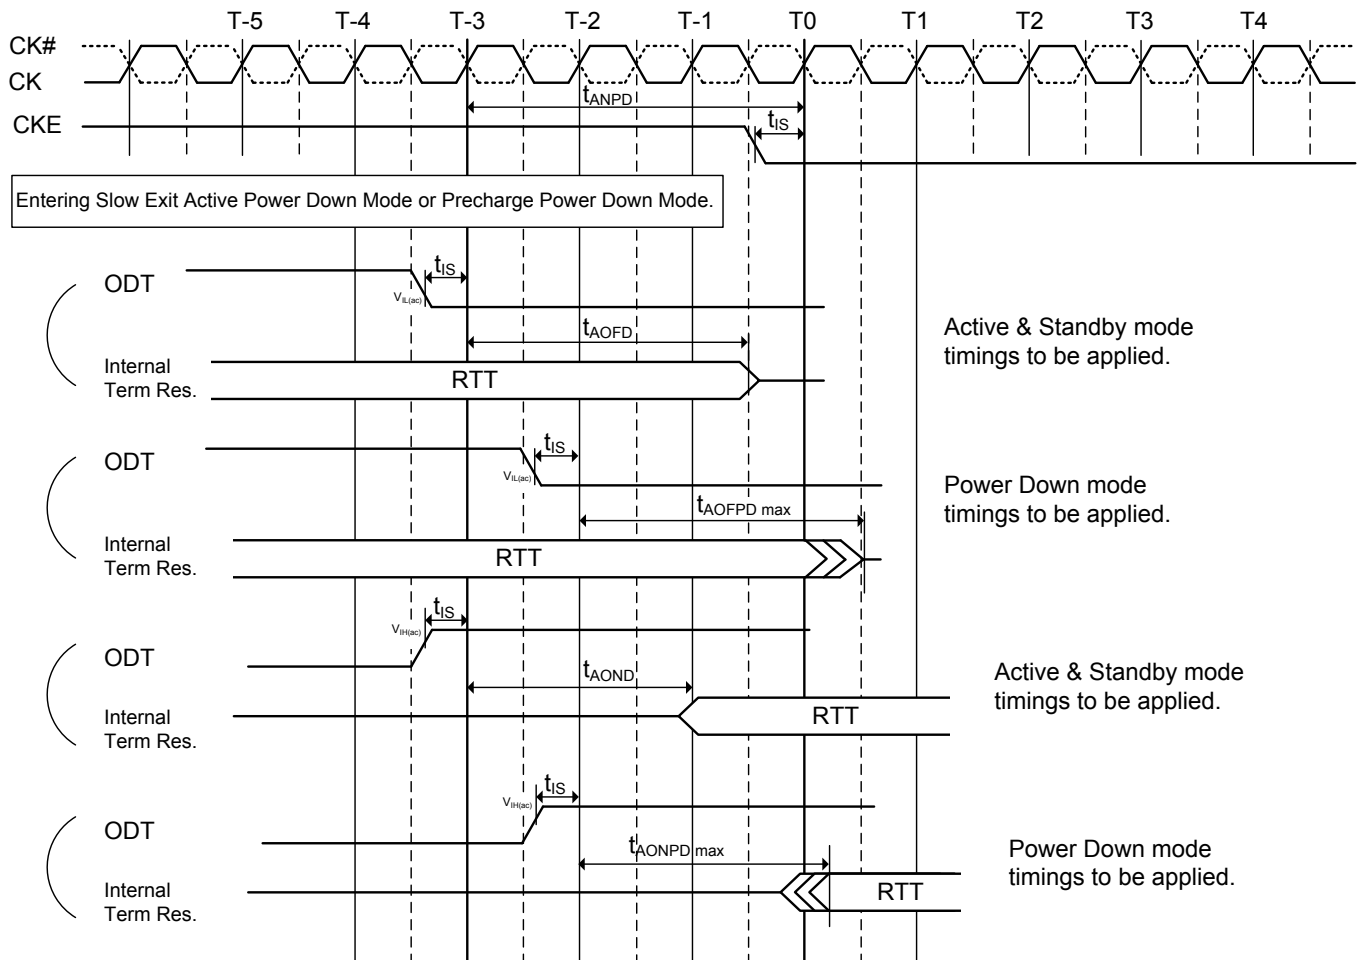 T-5 T-4 T-3 T-2 T-1 T0 T1 T2 T3 T4
CK#
CK
tANPD
CKE
tIS
Entering Slow Exit Active Power Down Mode or Precharge Power Down Mode.
ODT
tIS
VIL(ac)
tAOFD
Internal
Term Res.
RTT
Active & Standby mode
timings to be applied.
ODT
tIS
VIL(ac)
tAOFPD max
Internal
Term Res.
RTT
Power Down mode
timings to be applied.
tIS
VIH(ac)
ODT
tAOND
Internal
Term Res.
RTT
Active & Standby mode
timings to be applied.
tIS
VIH(ac)
ODT
tAONPD max
Internal
Term Res.
RTT
Power Down mode
timings to be applied.